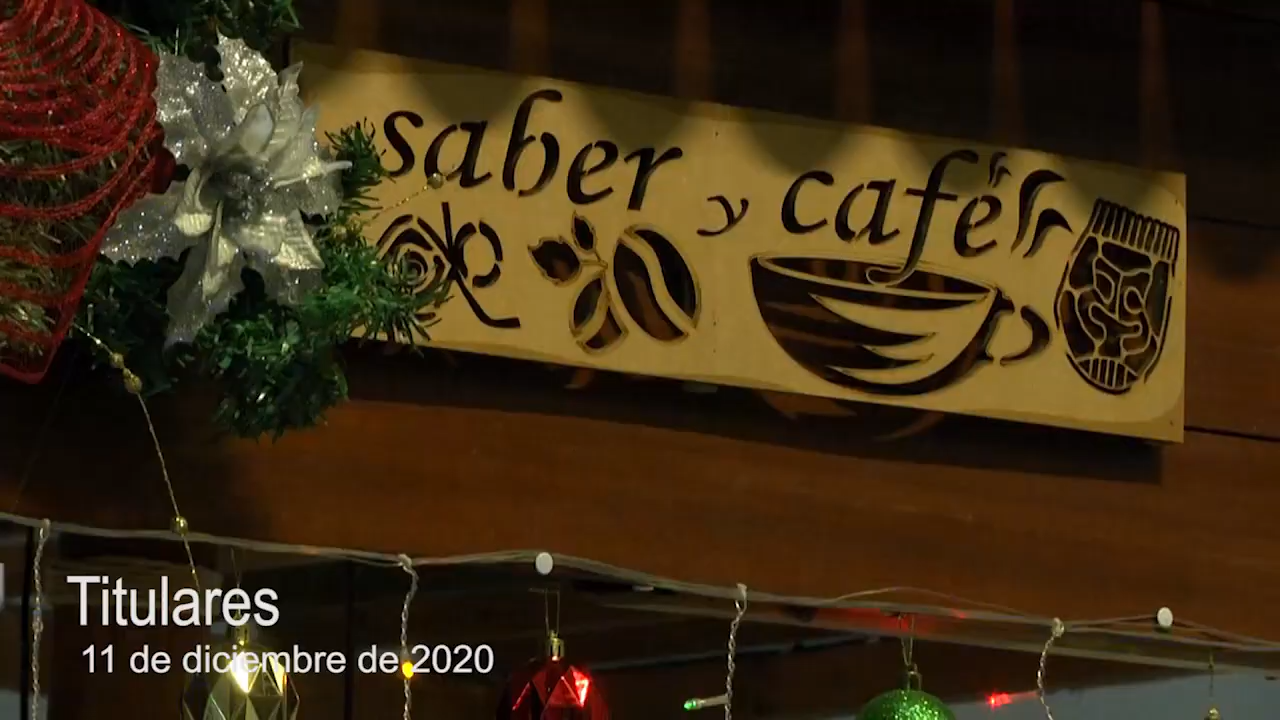 saber y café
Titulares
11 de diciembre de 2020